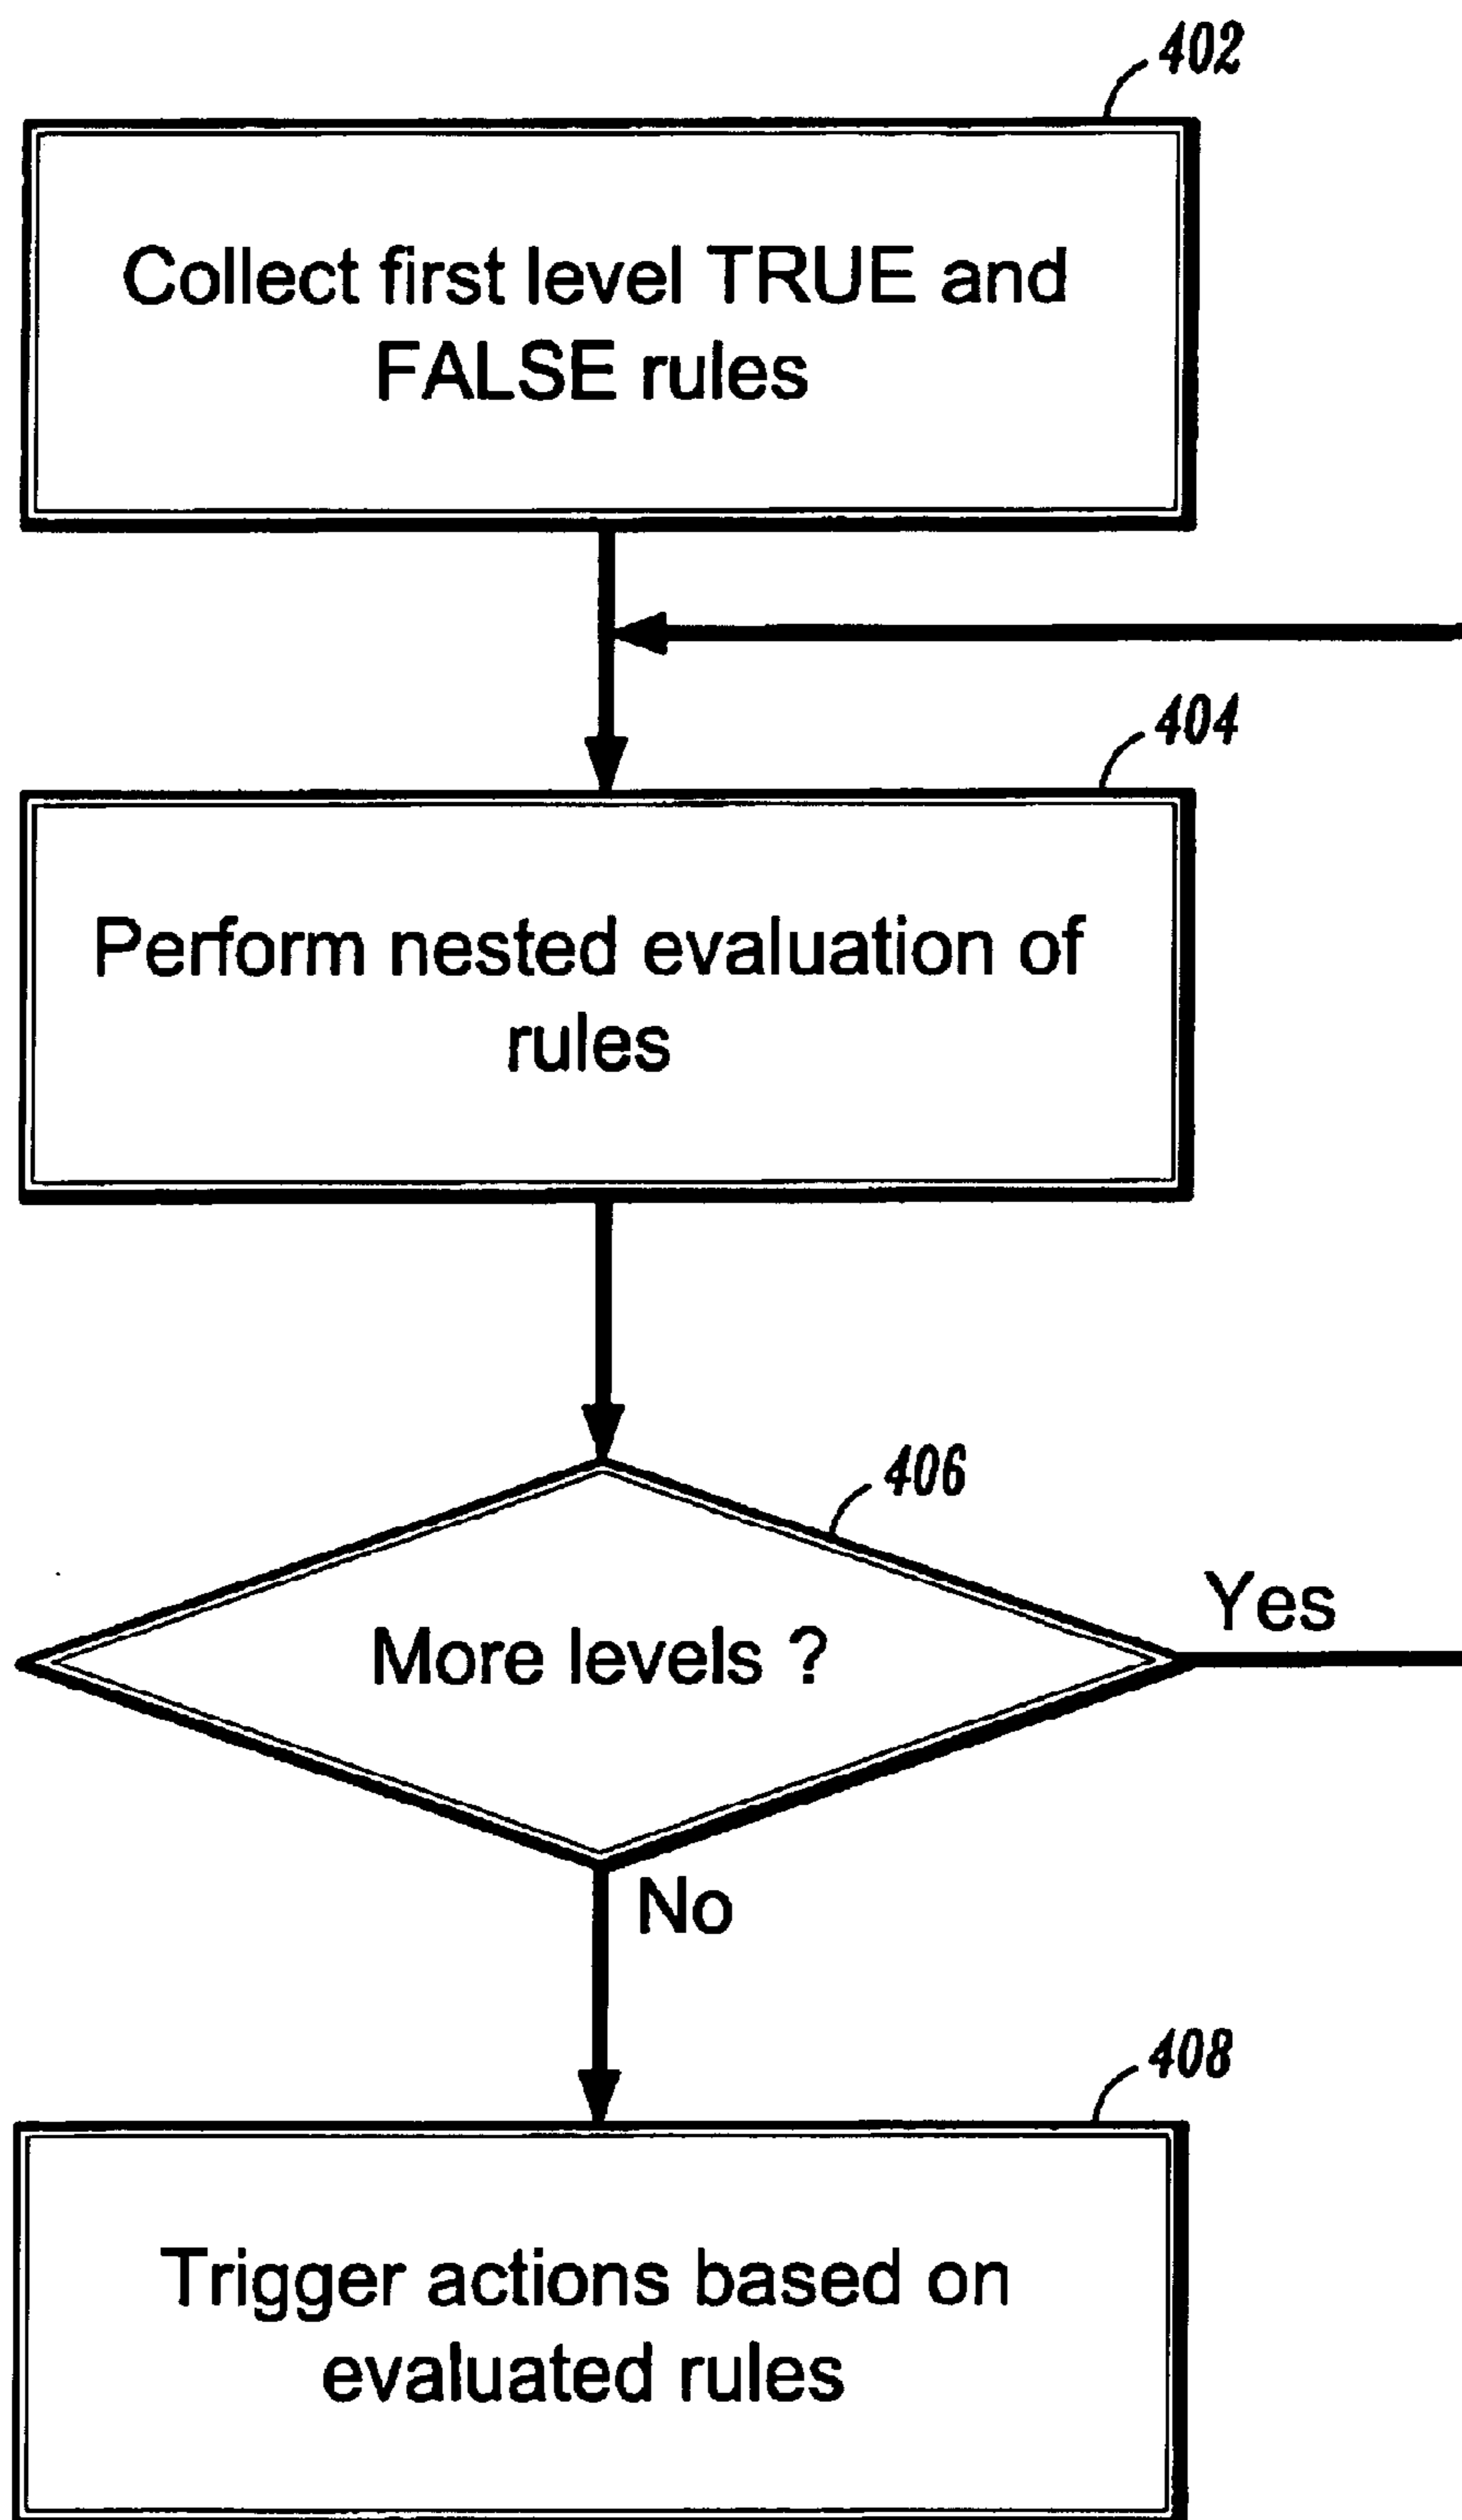 402
Collect first level TRUE and
FALSE rules
404
Perform nested evaluation of
rules
406
More levels ?
Yes
No
408
Trigger actions based on
evaluated rules